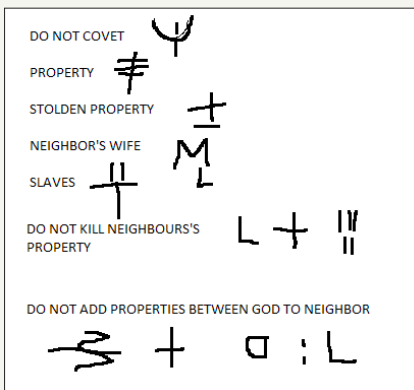 DO NOT COVET
PROPERTY
STOLDEN PROPERTY
NEIGHBOR'S WIFE
SLAVES
DO NOT KILL NEIGHBOURS'S
PROPERTY
DO NOT ADD PROPERTIES BETWEEN GOD TO NEIGHBOR